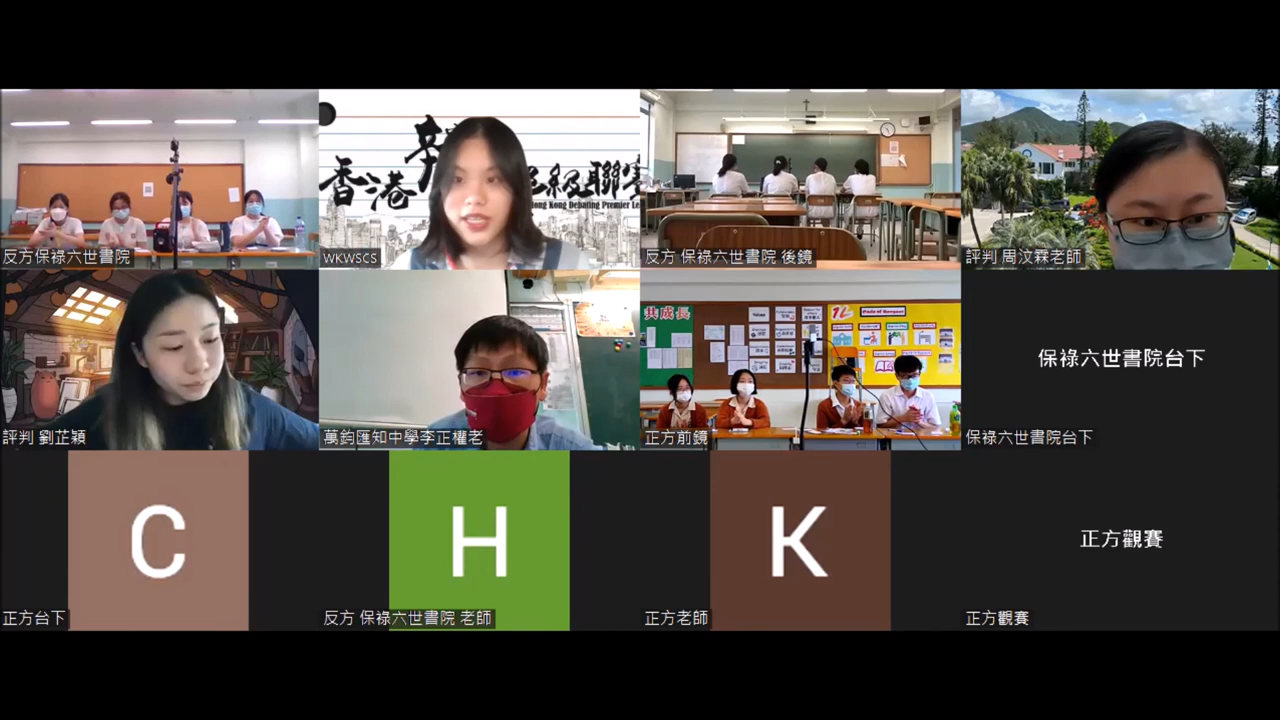 反方保祿六世書院
香港
級聯賽
Hong Kong Debating Premier Le
WKWSCS
反方 保祿六世書院 後鏡
評判 周汶霖老師
評判 劉芷穎
萬鈞匯知中學李正權老
共成長
正方前鏡
保祿六世書院台下
保祿六世書院台下
C
正方台下
H
反方 保祿六世書院 老師
K
正方老師
正方觀賽
正方觀賽